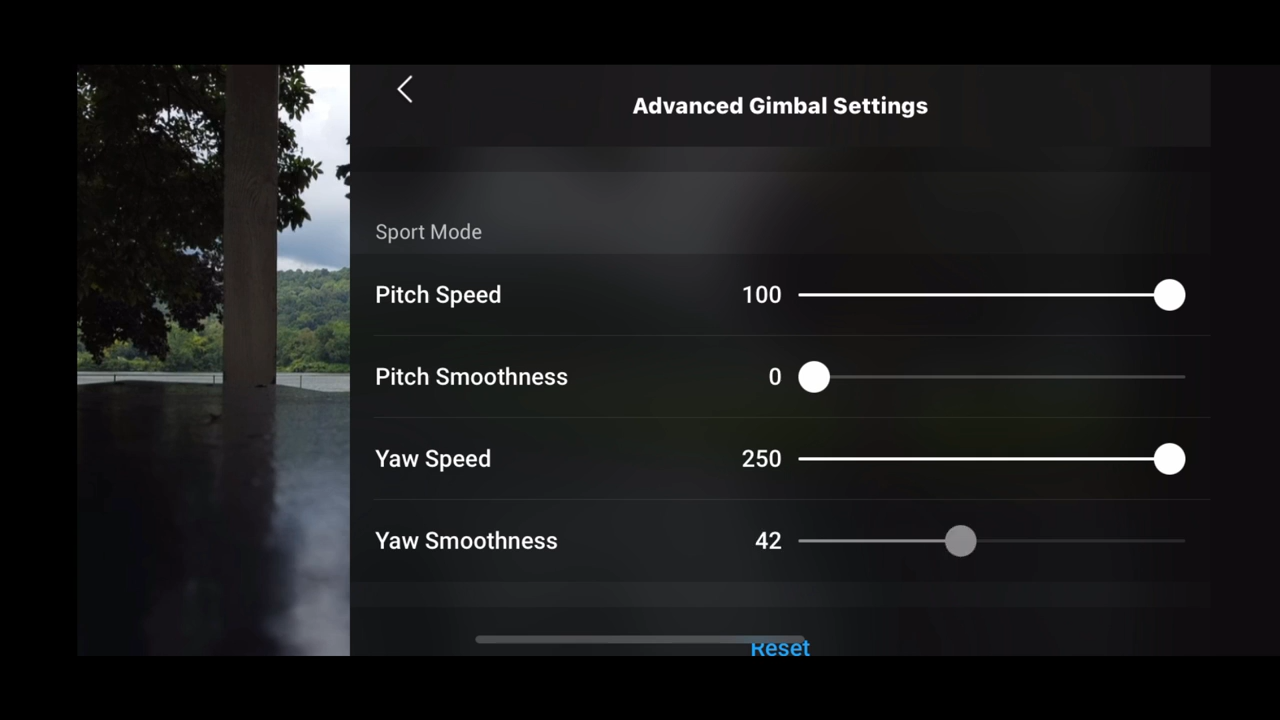 Advanced Gimbal Settings
Sport Mode
Pitch Speed 100
Pitch Smoothness 0
Yaw Speed 250
Yaw Smoothness 42
Reset